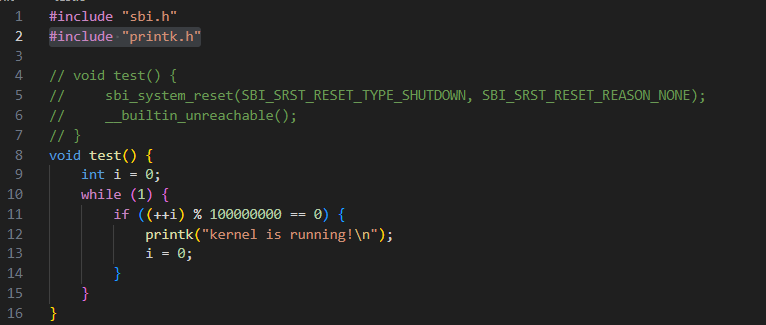 1 #include "sbi.h"
2 #include "printk.h"
3
4 // void test() {
5 //     sbi_system_reset(SBI_SRST_RESET_TYPE_SHUTDOWN, SBI_SRST_RESET_REASON_NONE);
6 //     __builtin_unreachable();
7 // }
8 void test() {
9     int i = 0;
10     while (1) {
11         if ((++i) % 100000000 == 0) {
12             printk("kernel is running!\n");
13             i = 0;
14         }
15     }
16 }